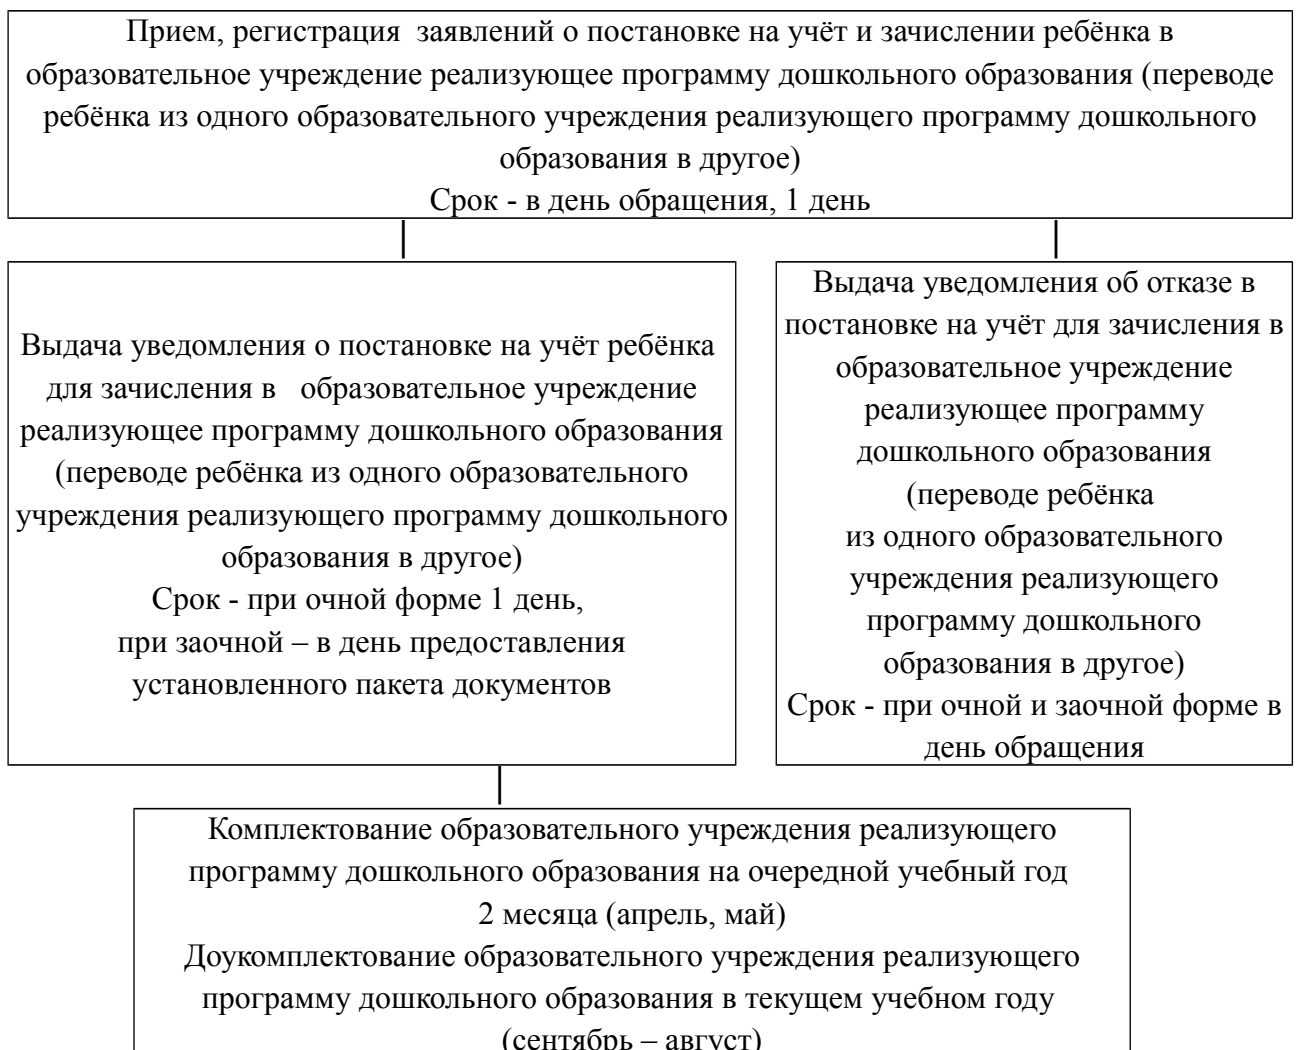 Прием, регистрация заявлений о постановке на учёт и зачислении ребёнка в
образовательное учреждение реализующее программу дошкольного образования (переводе
ребёнка из одного образовательного учреждения реализующего программу дошкольного
образования в другое)
Срок - в день обращения, 1 день
Выдача уведомления о постановке на учёт ребёнка
для зачисления в образовательное учреждение
реализующее программу дошкольного образования
(переводе ребёнка из одного образовательного
учреждения реализующего программу дошкольного
образования в другое)
Срок - при очной форме 1 день,
при заочной – в день предоставления
установленного пакета документов
Выдача уведомления об отказе в
постановке на учёт для зачисления в
образовательное учреждение
реализующее программу
дошкольного образования
(переводе ребёнка
из одного образовательного
учреждения реализующего
программу дошкольного
образования в другое)
Срок - при очной и заочной форме в
день обращения
Комплектование образовательного учреждения реализующего
программу дошкольного образования на очередной учебный год
2 месяца (апрель, май)
Доукомплектование образовательного учреждения реализующего
программу дошкольного образования в текущем учебном году
(сентябрь – август)